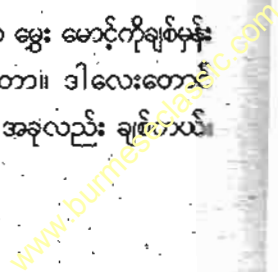 မွှေး မောင့်ကိုချစ်မှန်း
တာ။ ဒါလေးတောင်
အခုလည်း ချစ်တယ်။
www.burmeseclassic.com